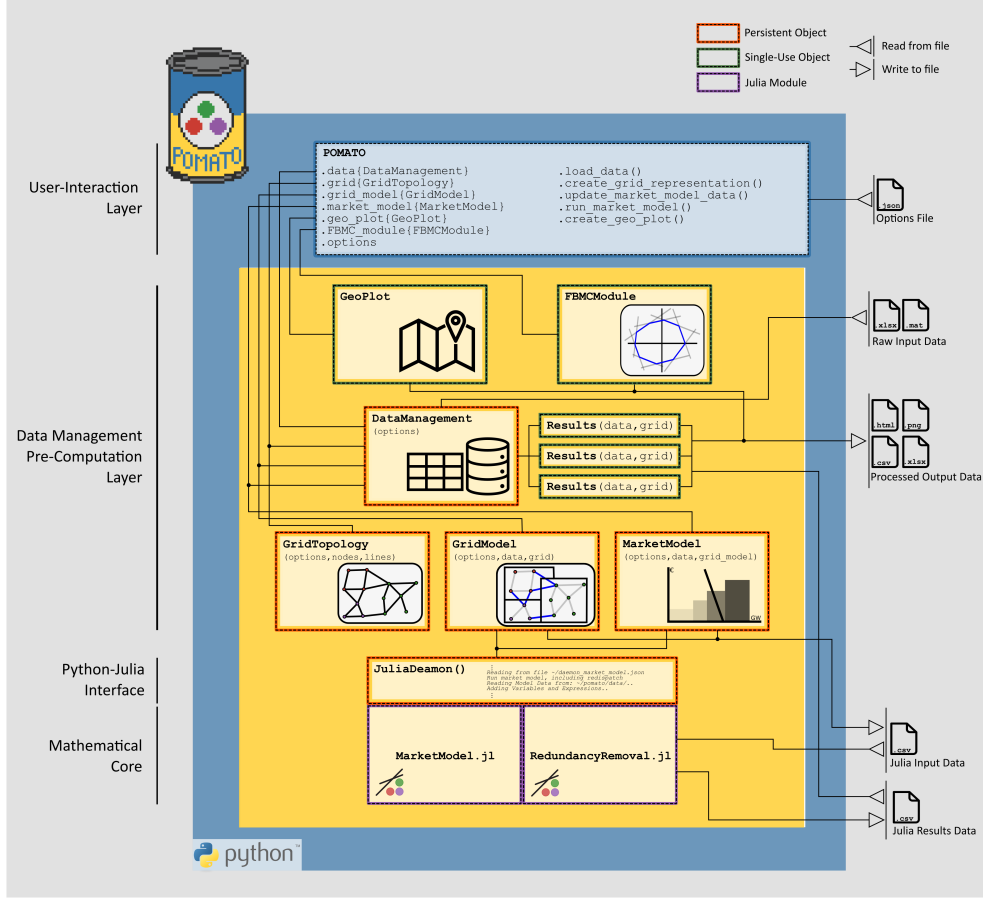 Persistent Object
Single-Use Object
Julia Module
Read from file
Write to file
POMATO
User-Interaction
Layer
POMATO
.data{DataManagement}
.grid{GridTopology}
.grid_model{GridModel}
.market_model{MarketModel}
.geo_plot{GeoPlot}
.FBMC_module{FBMCModule}
.options
.load_data()
.create_grid_representation()
.update_market_model_data()
.run_market_model()
.create_geo_plot()
.json
Options File
Data Management
Pre-Computation
Layer
GeoPlot
FBMCModule
.xlsx
.mat
Raw Input Data
DataManagement
(options)
Results(data,grid)
Results(data,grid)
Results(data,grid)
.html
.png
.csv
.xlsx
Processed Output Data
GridTopology
(options,nodes,lines)
GridModel
(options,data,grid)
MarketModel
(options,data,grid_model)
€
GW
Python-Julia
Interface
JuliaDeamon()
Reading from file ~/daemon_market_model.json
Run market model, including redispatch
Reading Model Data from: ~/pomato/data/..
Adding Variables and Expressions..
Mathematical
Core
MarketModel.jl
RedundancyRemoval.jl
.csv
Julia Input Data
.csv
Julia Results Data
python™